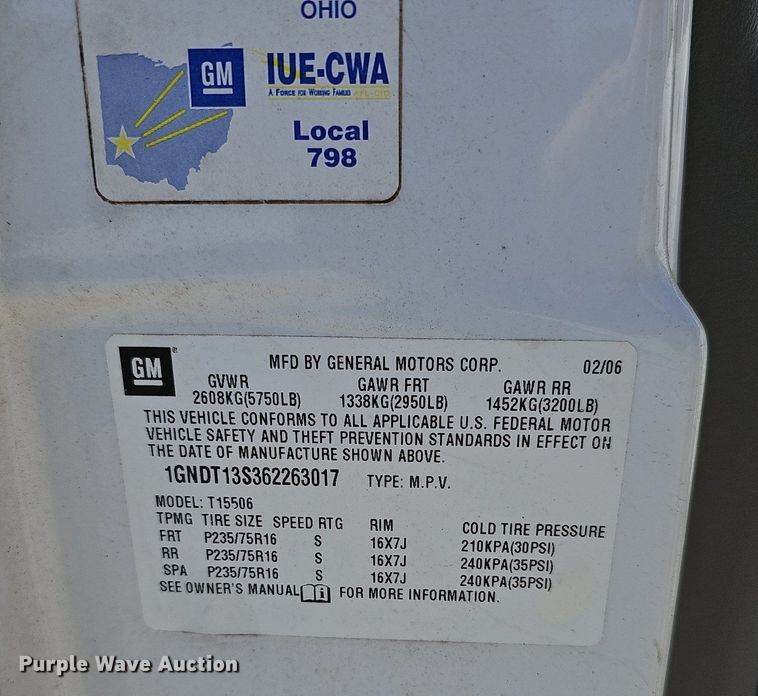 OHIO
GM
IUE-CWA
A FORCE FOR WORKING FAMILIES AFL-CIO
Local
798
GM
MFD BY GENERAL MOTORS CORP. 02/06
GVWR GAWR FRT GAWR RR
2608KG(5750LB) 1338KG(2950LB) 1452KG(3200LB)
THIS VEHICLE CONFORMS TO ALL APPLICABLE U.S. FEDERAL MOTOR
VEHICLE SAFETY AND THEFT PREVENTION STANDARDS IN EFFECT ON
THE DATE OF MANUFACTURE SHOWN ABOVE.
1GNDT13S362263017 TYPE: M.P.V.
MODEL: T15506
TPMG TIRE SIZE SPEED RTG RIM COLD TIRE PRESSURE
FRT P235/75R16 S 16X7J 210KPA(30PSI)
RR P235/75R16 S 16X7J 240KPA(35PSI)
SPA P235/75R16 S 16X7J 240KPA(35PSI)
SEE OWNER'S MANUAL FOR MORE INFORMATION.
Purple Wave Auction